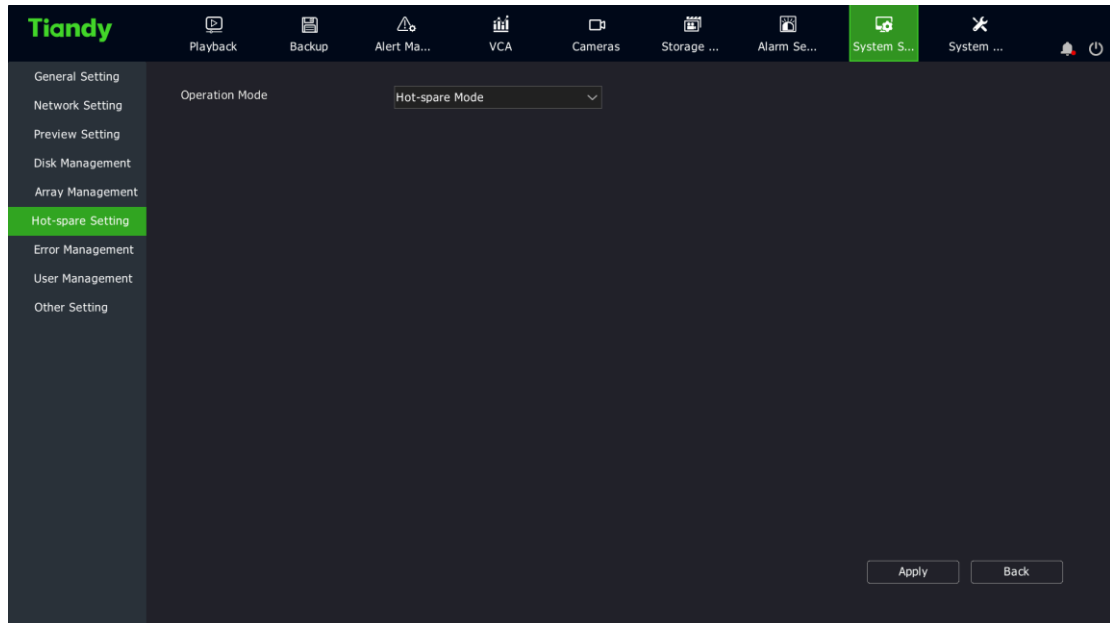 Tiandy
Playback
Backup
Alert Ma...
VCA
Cameras
Storage ...
Alarm Se...
System S...
System ...
General Setting
Network Setting
Preview Setting
Disk Management
Array Management
Hot-spare Setting
Error Management
User Management
Other Setting
Operation Mode
Hot-spare Mode
Apply
Back